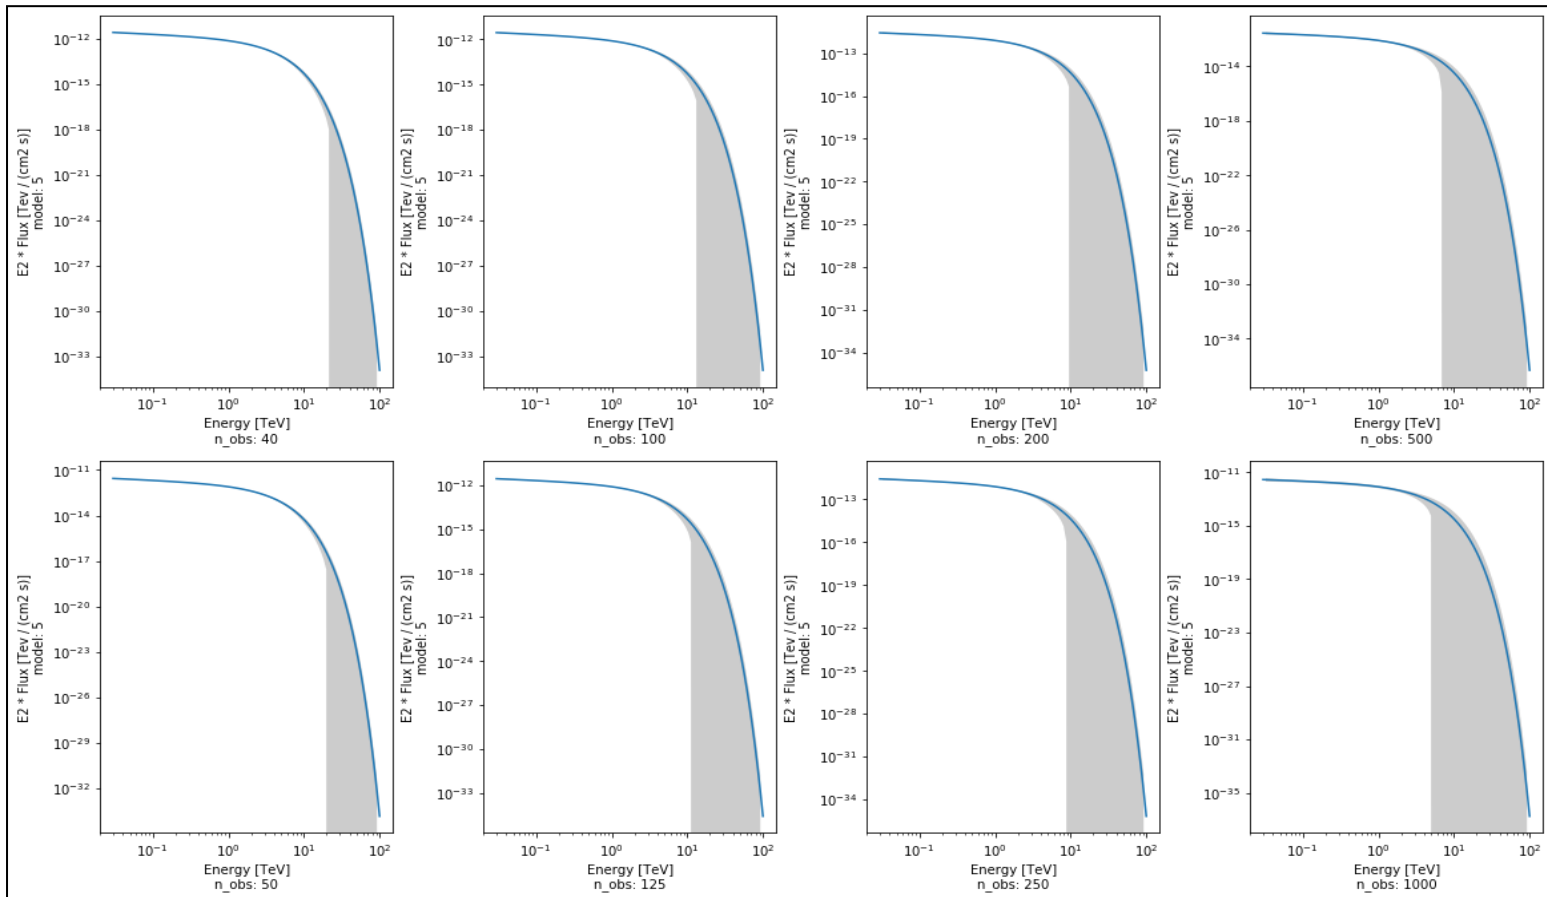 10⁻¹²
10⁻¹⁵
10⁻¹⁸
10⁻²¹
10⁻²⁴
10⁻²⁷
10⁻³⁰
10⁻³³
E2 * Flux [Tev / (cm2 s)]
model: 5
10⁻¹ 10⁰ 10¹ 10²
Energy [TeV]
n_obs: 40
10⁻¹²
10⁻¹⁵
10⁻¹⁸
10⁻²¹
10⁻²⁴
10⁻²⁷
10⁻³⁰
10⁻³³
E2 * Flux [Tev / (cm2 s)]
model: 5
10⁻¹ 10⁰ 10¹ 10²
Energy [TeV]
n_obs: 100
10⁻¹³
10⁻¹⁶
10⁻¹⁹
10⁻²²
10⁻²⁵
10⁻²⁸
10⁻³¹
10⁻³⁴
E2 * Flux [Tev / (cm2 s)]
model: 5
10⁻¹ 10⁰ 10¹ 10²
Energy [TeV]
n_obs: 200
10⁻¹⁴
10⁻¹⁸
10⁻²²
10⁻²⁶
10⁻³⁰
10⁻³⁴
E2 * Flux [Tev / (cm2 s)]
model: 5
10⁻¹ 10⁰ 10¹ 10²
Energy [TeV]
n_obs: 500
10⁻¹¹
10⁻¹⁴
10⁻¹⁷
10⁻²⁰
10⁻²³
10⁻²⁶
10⁻²⁹
10⁻³²
E2 * Flux [Tev / (cm2 s)]
model: 5
10⁻¹ 10⁰ 10¹ 10²
Energy [TeV]
n_obs: 50
10⁻¹²
10⁻¹⁵
10⁻¹⁸
10⁻²¹
10⁻²⁴
10⁻²⁷
10⁻³⁰
10⁻³³
E2 * Flux [Tev / (cm2 s)]
model: 5
10⁻¹ 10⁰ 10¹ 10²
Energy [TeV]
n_obs: 125
10⁻¹³
10⁻¹⁶
10⁻¹⁹
10⁻²²
10⁻²⁵
10⁻²⁸
10⁻³¹
10⁻³⁴
E2 * Flux [Tev / (cm2 s)]
model: 5
10⁻¹ 10⁰ 10¹ 10²
Energy [TeV]
n_obs: 250
10⁻¹¹
10⁻¹⁵
10⁻¹⁹
10⁻²³
10⁻²⁷
10⁻³¹
10⁻³⁵
E2 * Flux [Tev / (cm2 s)]
model: 5
10⁻¹ 10⁰ 10¹ 10²
Energy [TeV]
n_obs: 1000